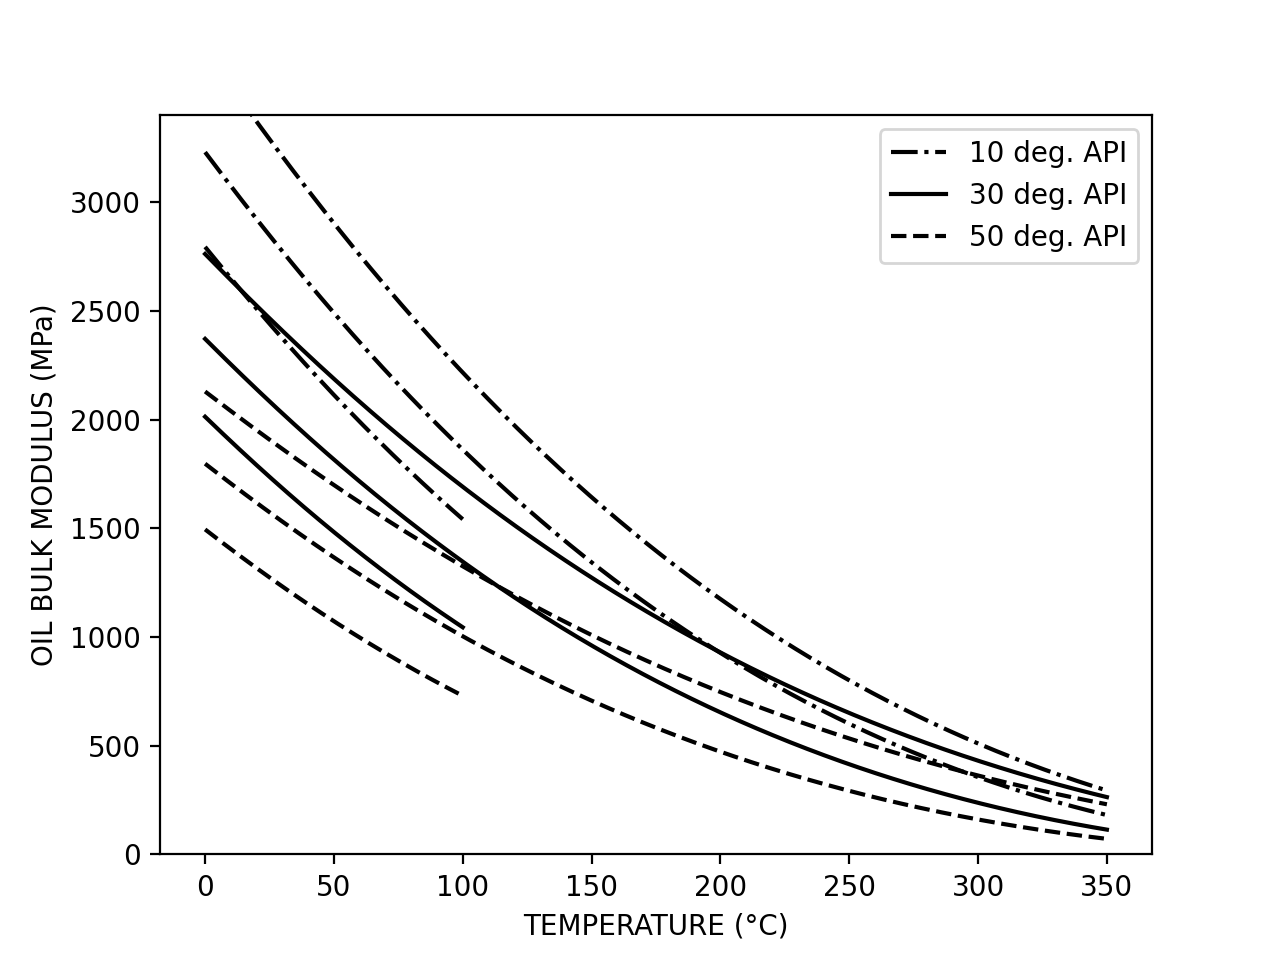 10 deg. API
30 deg. API
50 deg. API
OIL BULK MODULUS (MPa)
3000
2500
2000
1500
1000
500
0
0 50 100 150 200 250 300 350
TEMPERATURE (°C)